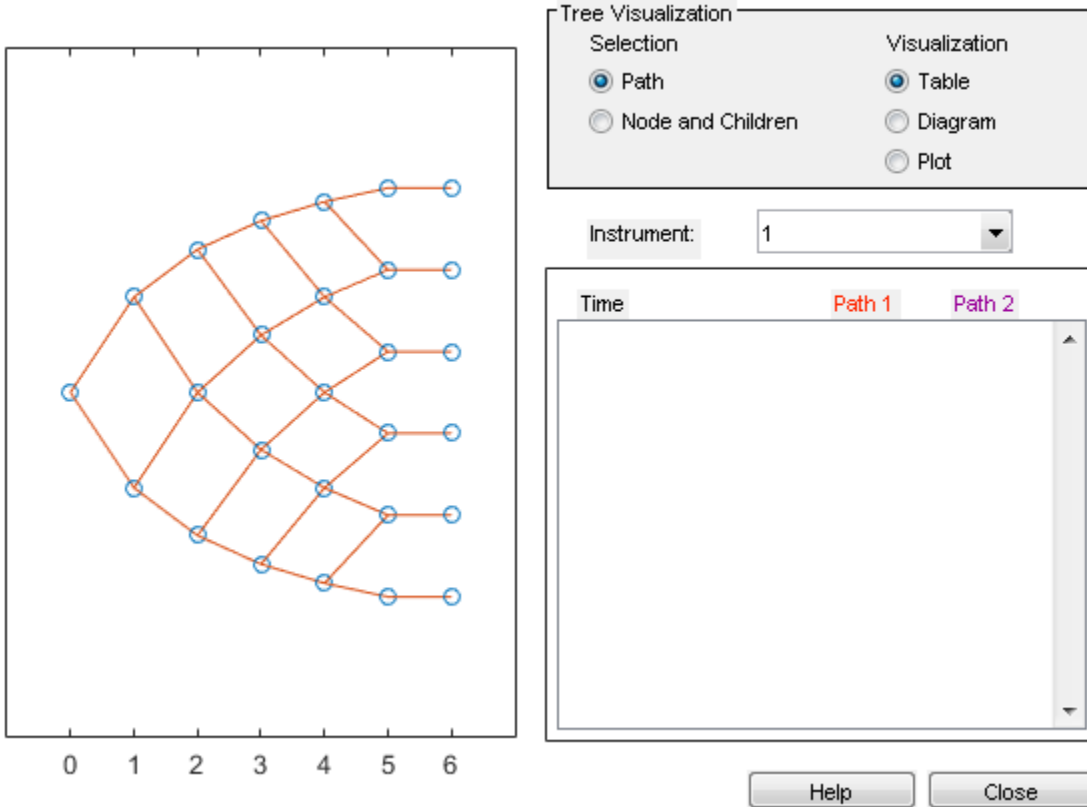 Tree Visualization
Selection Visualization
Path Table
Node and Children Diagram
Plot
Instrument: 1
Time Path 1 Path 2
0 1 2 3 4 5 6
Help Close